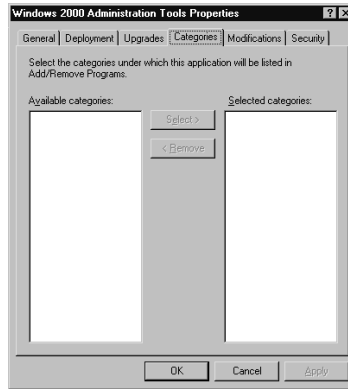 Windows 2000 Administration Tools Properties
General Deployment Upgrades Categories Modifications Security
Select the categories under which this application will be listed in
Add/Remove Programs.
Available categories: Selected categories:
Select >
< Remove
OK Cancel Apply